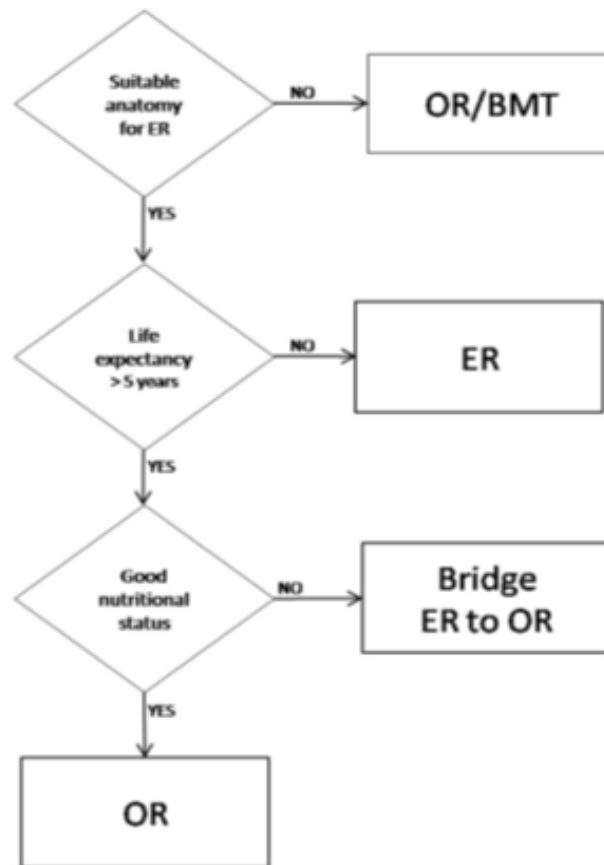 Suitable
anatomy
for ER
NO
OR/BMT
YES
Life
expectancy
> 5 years
NO
ER
YES
Good
nutritional
status
NO
Bridge
ER to OR
YES
OR